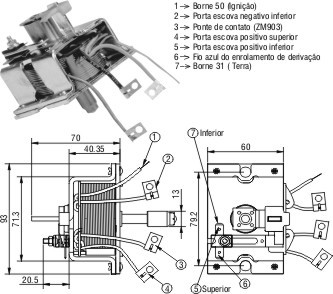 1 → Borne 50 (Ignição)
2 → Porta escova negativo inferior
3 → Ponte de contato (ZM903)
4 → Porta escova positivo superior
5 → Porta escova positivo inferior
6 → Fio azul do enrolamento de derivação
7 → Borne 31 ( Terra)
70
40.35
1
2
13
93
71.3
20.5
3
4
7 Inferior
60
79.2
6
5 Superior